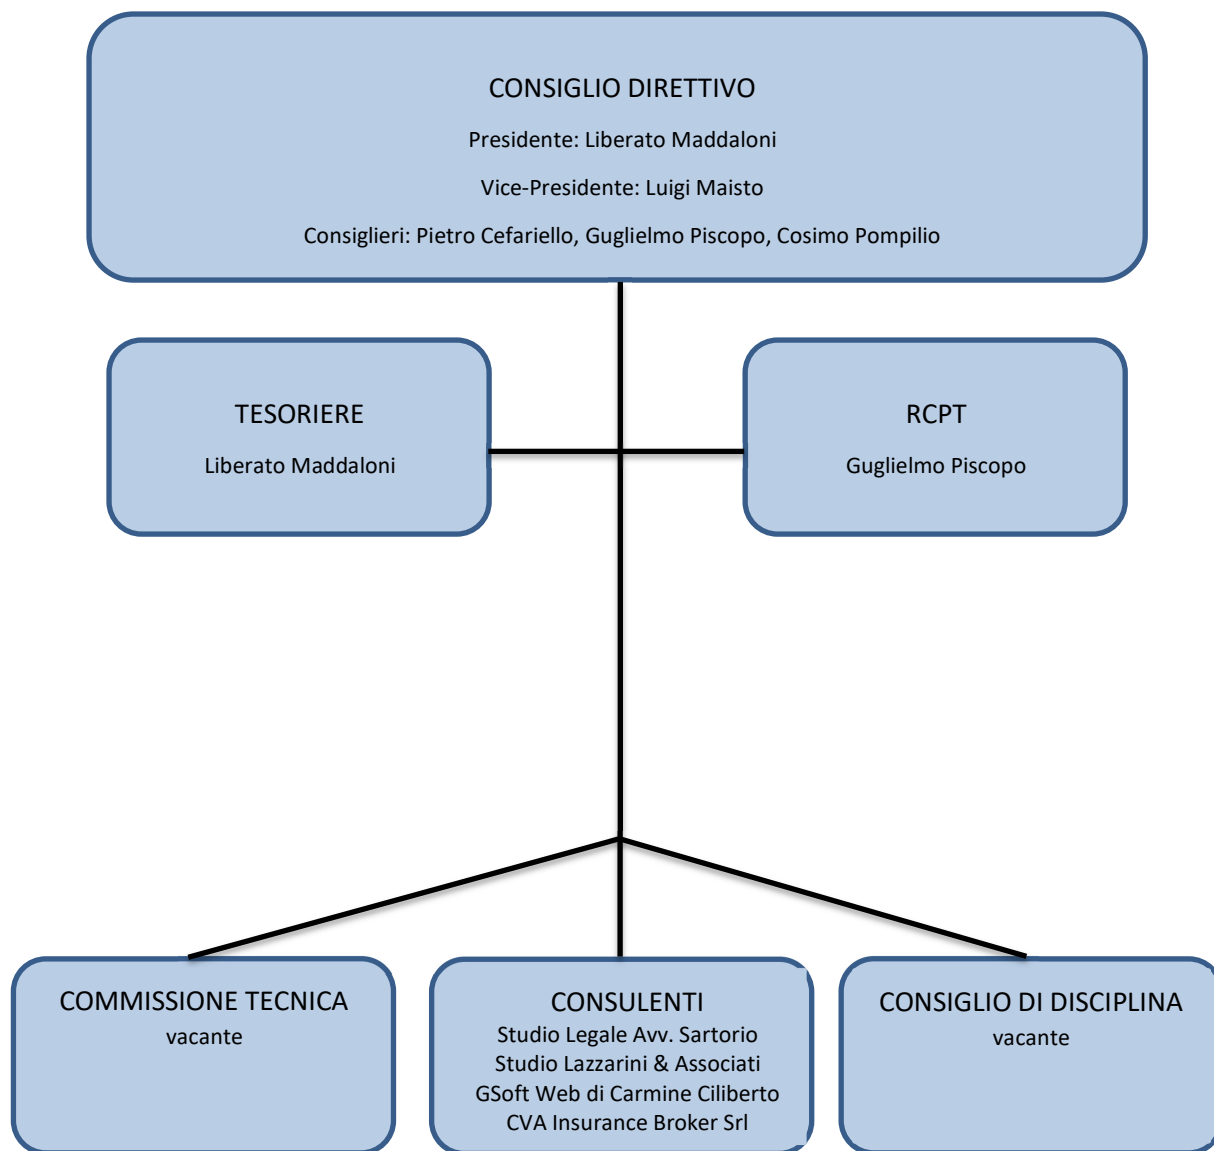 CONSIGLIO DIRETTIVO
Presidente: Liberato Maddaloni
Vice-Presidente: Luigi Maisto
Consiglieri: Pietro Cefariello, Guglielmo Piscopo, Cosimo Pompilio
TESORIERE
Liberato Maddaloni
RCPT
Guglielmo Piscopo
COMMISSIONE TECNICA
vacante
CONSULENTI
Studio Legale Avv. Sartorio
Studio Lazzarini & Associati
GSoft Web di Carmine Ciliberto
CVA Insurance Broker Srl
CONSIGLIO DI DISCIPLINA
vacante